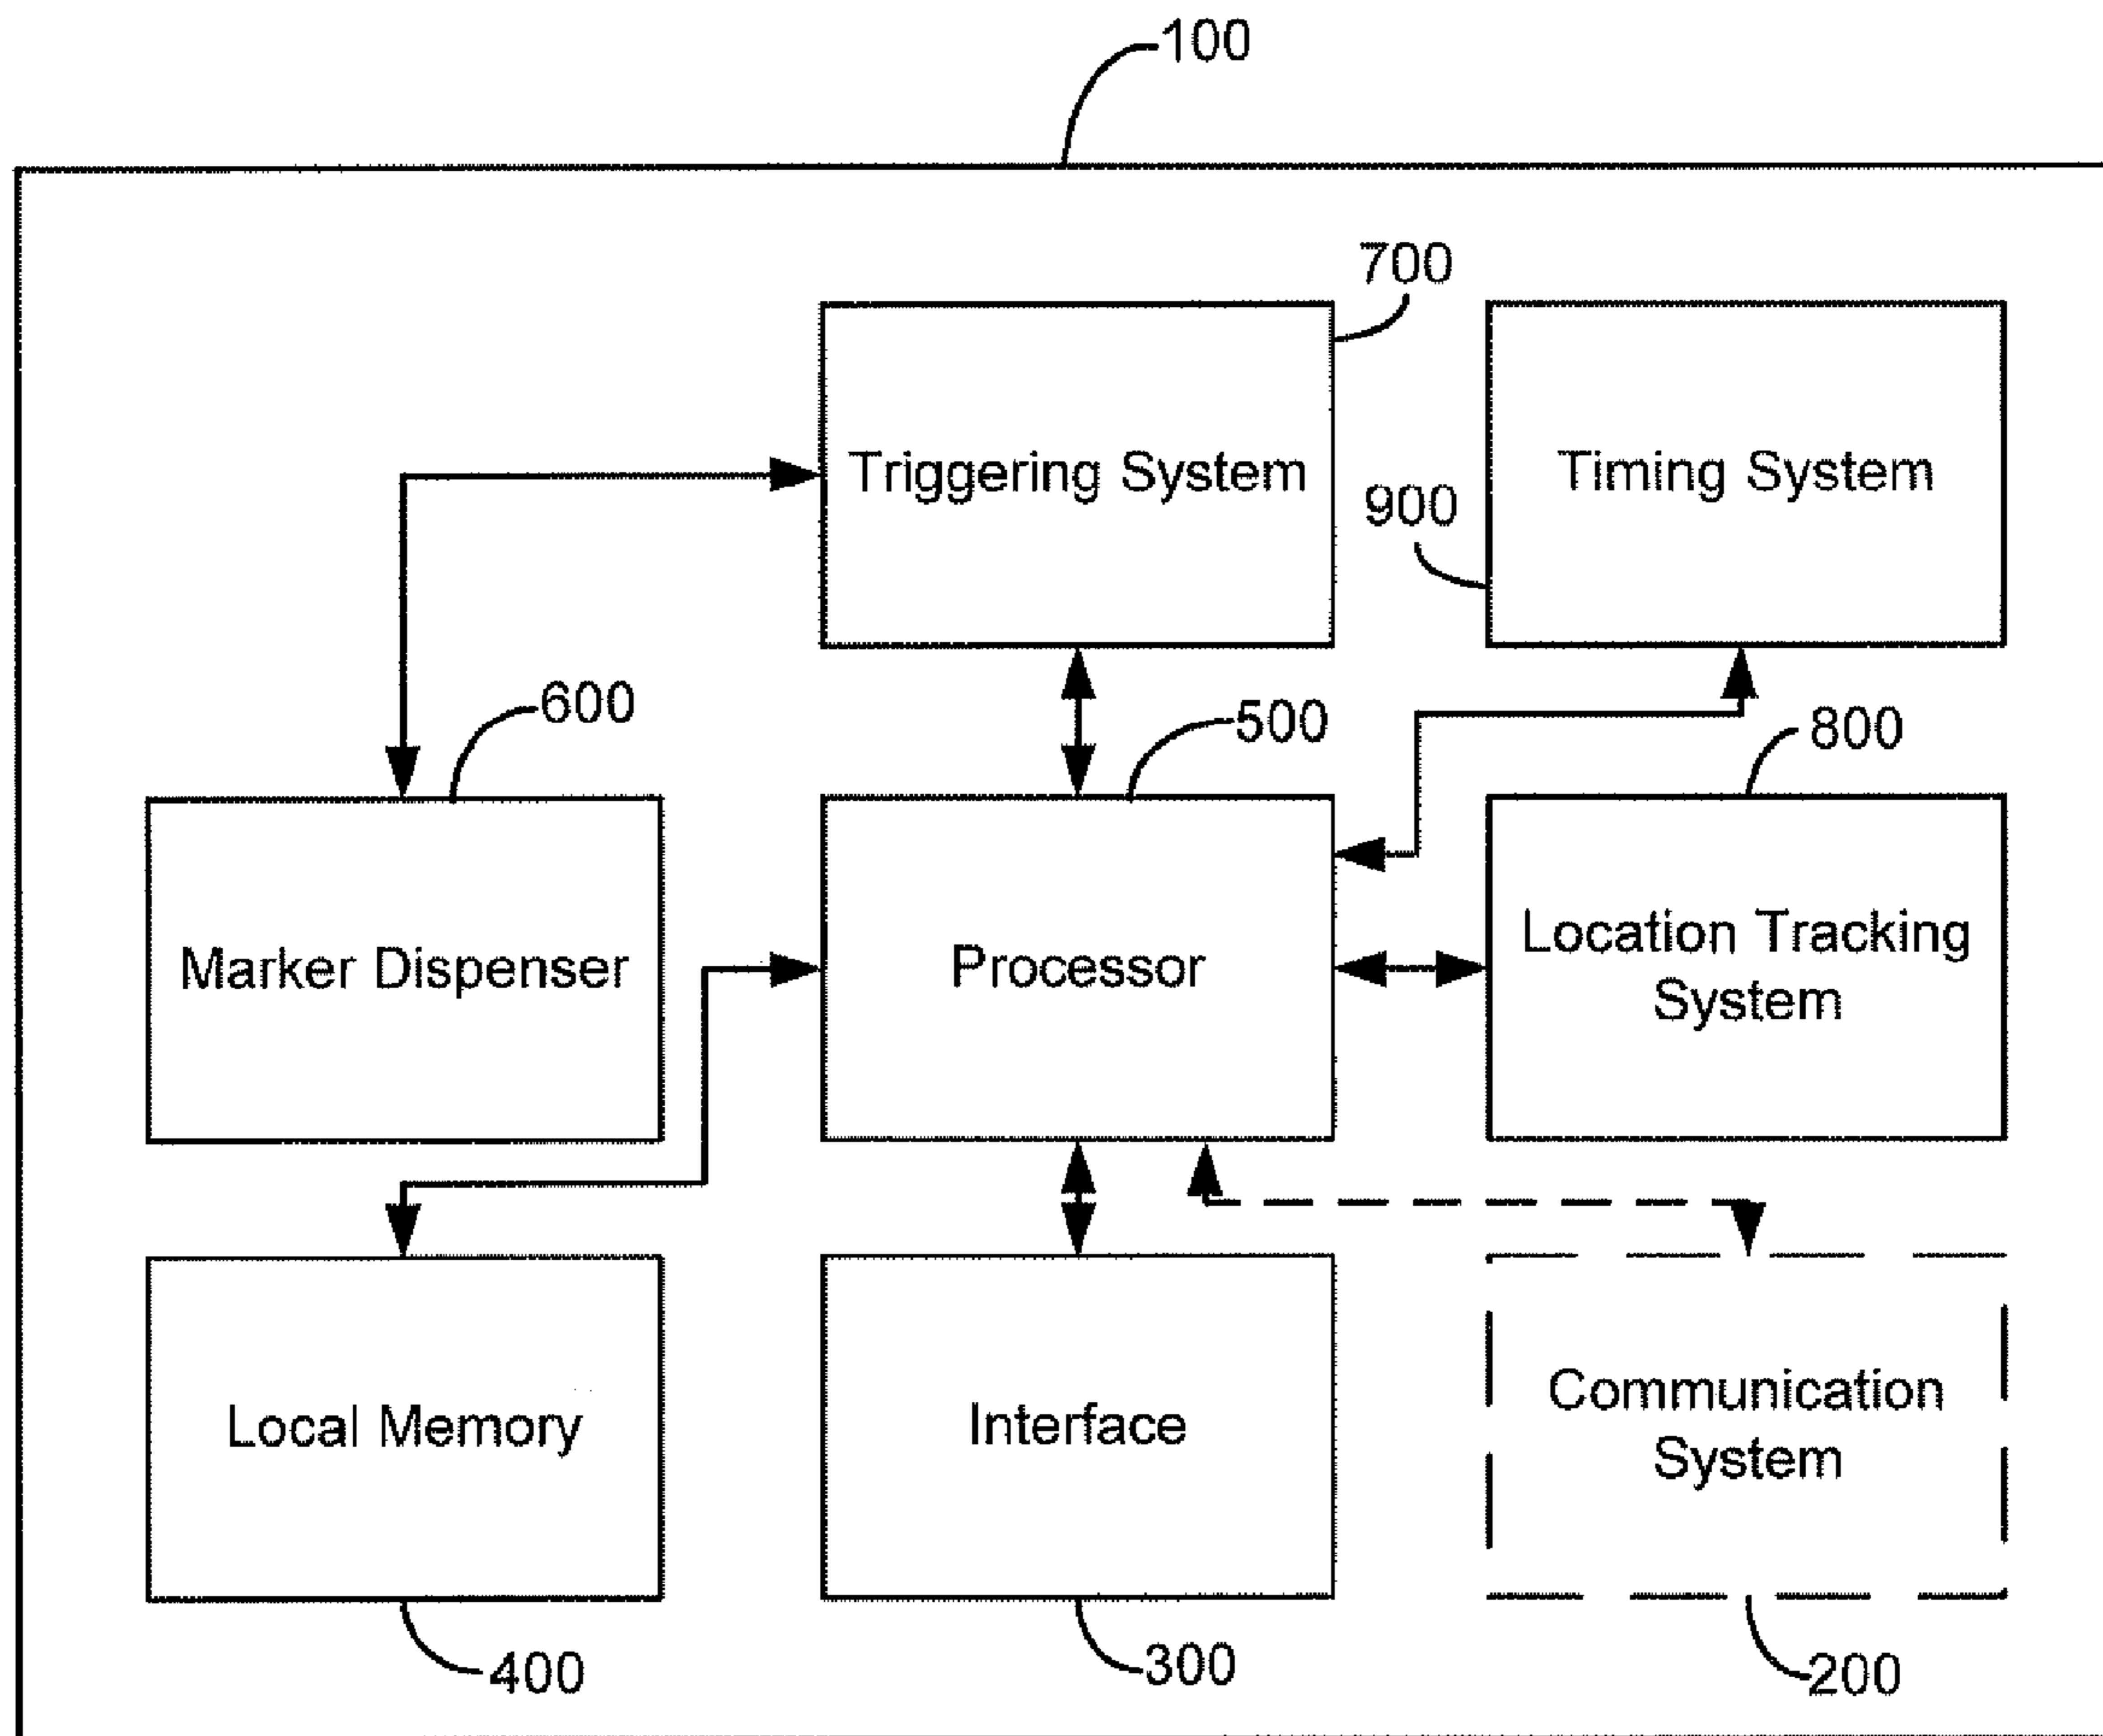 100
700
Triggering System
Timing System
900
600
500
800
Marker Dispenser
Processor
Location Tracking
System
Local Memory
Interface
Communication
System
400
300
200